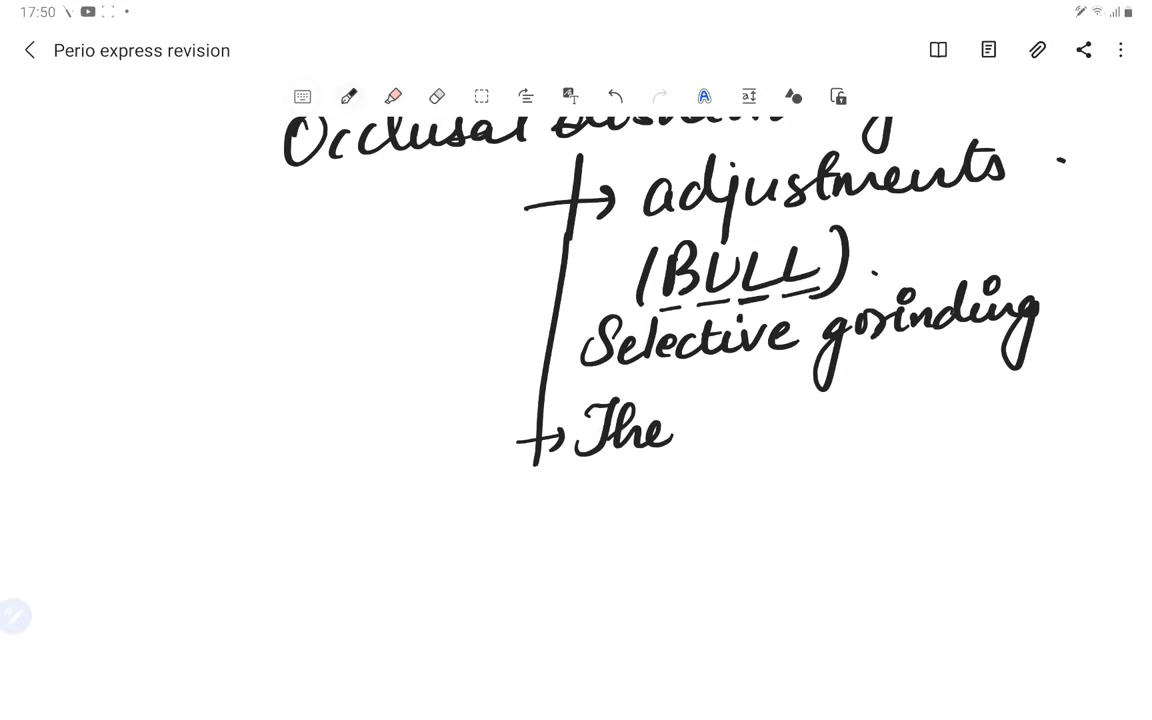 17:50
Perio express revision
Occlusal
→ adjustments .
(BULL).
Selective grinding
→ The